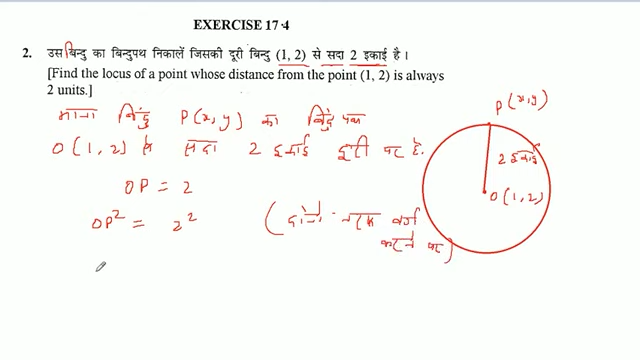 EXERCISE 17·4
2. उस बिन्दु का बिन्दुपथ निकालें जिसकी दूरी बिन्दु (1, 2) से सदा 2 इकाई है।
[Find the locus of a point whose distance from the point (1, 2) is always
2 units.]
माना बिंदु P(x,y) का बिंदु पथ
O(1,2) से सदा 2 इकाई दूरी पर है.
OP = 2
OP² = 2²
(दोनो तरफ वर्ग
करने पर)
P(x,y)
2 इकाई
O(1,2)